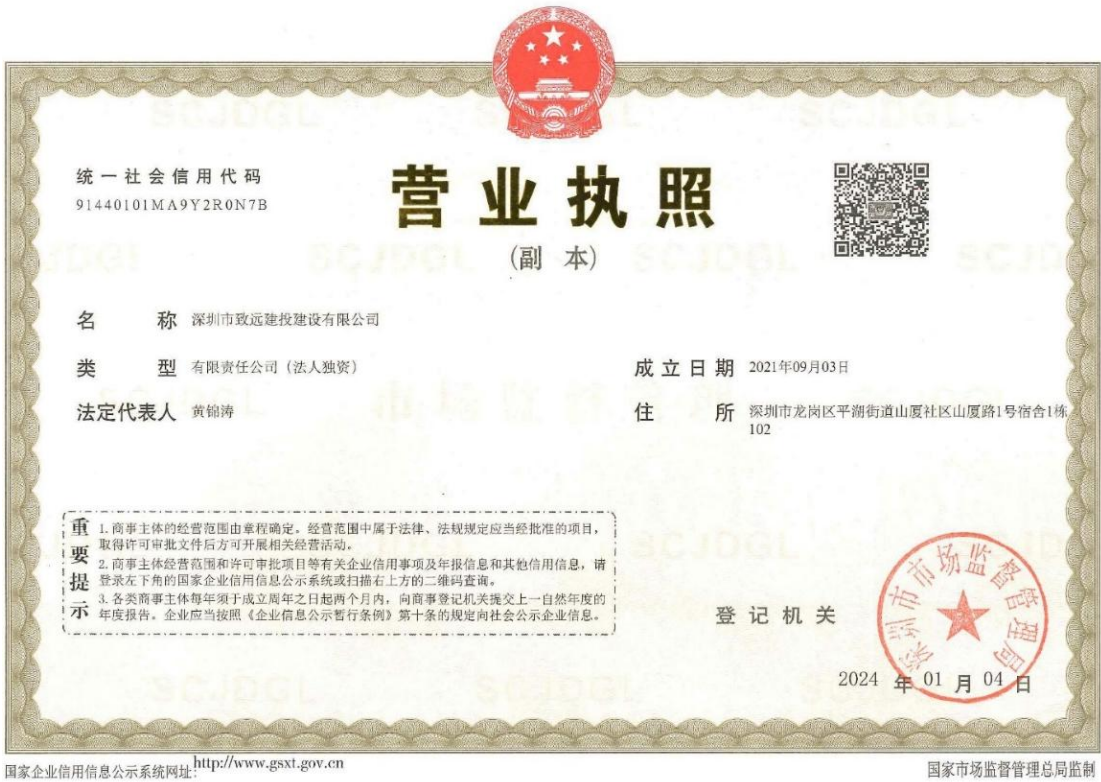 统一社会信用代码
91440101MA9Y2R0N7B
营业执照
(副 本)
名 称 深圳市致远建投建设有限公司
类 型 有限责任公司（法人独资）
成立日期 2021年09月03日
法定代表人 黄锦涛
住 所 深圳市龙岗区平湖街道山厦社区山厦路1号宿舍1栋
102
重要提示
1. 商事主体的经营范围由章程确定。经营范围中属于法律、法规规定应当经批准的项目，
取得许可审批文件后方可开展相关经营活动。
2. 商事主体经营范围和许可审批项目等有关企业信用事项及年报信息和其他信用信息，请
登录左下角的国家企业信用信息公示系统或扫描右上方的二维码查询。
3. 各类商事主体每年须于成立周年之日起两个月内，向商事登记机关提交上一自然年度的
年度报告。企业应当按照《企业信息公示暂行条例》第十条的规定向社会公示企业信息。
登记机关
深圳市市场监督管理局
2024 年 01 月 04 日
国家企业信用信息公示系统网址：http://www.gsxt.gov.cn
国家市场监督管理总局监制
SCJDGL